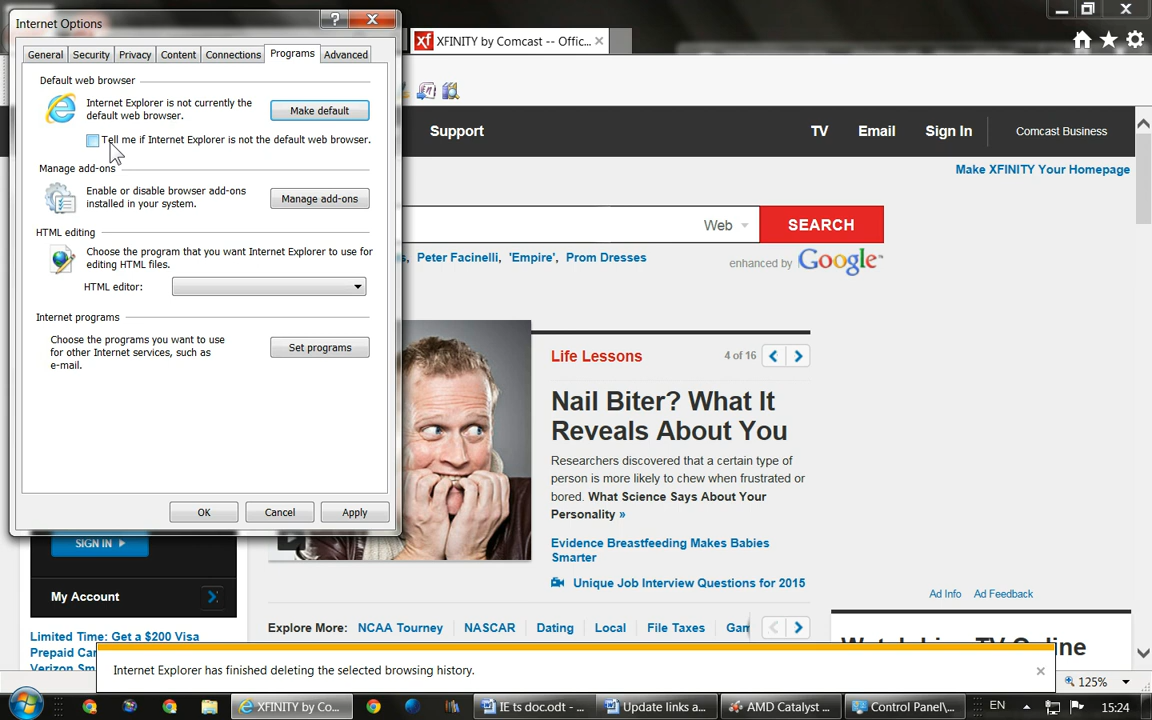 Internet Options
?
General Security Privacy Content Connections Programs Advanced
Default web browser
Internet Explorer is not currently the
default web browser.
Make default
Tell me if Internet Explorer is not the default web browser.
Manage add-ons
Enable or disable browser add-ons
installed in your system.
Manage add-ons
HTML editing
Choose the program that you want Internet Explorer to use for
editing HTML files.
HTML editor:
Internet programs
Choose the programs you want to use
for other Internet services, such as
e-mail.
Set programs
OK Cancel Apply
xf XFINITY by Comcast -- Offic...
Support TV Email Sign In Comcast Business
Make XFINITY Your Homepage
Web SEARCH
Peter Facinelli, 'Empire', Prom Dresses
enhanced by Google™
Life Lessons 4 of 16
Nail Biter? What It
Reveals About You
Researchers discovered that a certain type of
person is more likely to chew when frustrated or
bored. What Science Says About Your
Personality »
Evidence Breastfeeding Makes Babies
Smarter
Unique Job Interview Questions for 2015
SIGN IN
My Account
Limited Time: Get a $200 Visa
Prepaid Car
Ad Info Ad Feedback
Explore More: NCAA Tourney NASCAR Dating Local File Taxes
Internet Explorer has finished deleting the selected browsing history.
125%
XFINITY by Co... IE ts doc.odt - ... Update links a... AMD Catalyst ... Control Panel\... EN 15:24